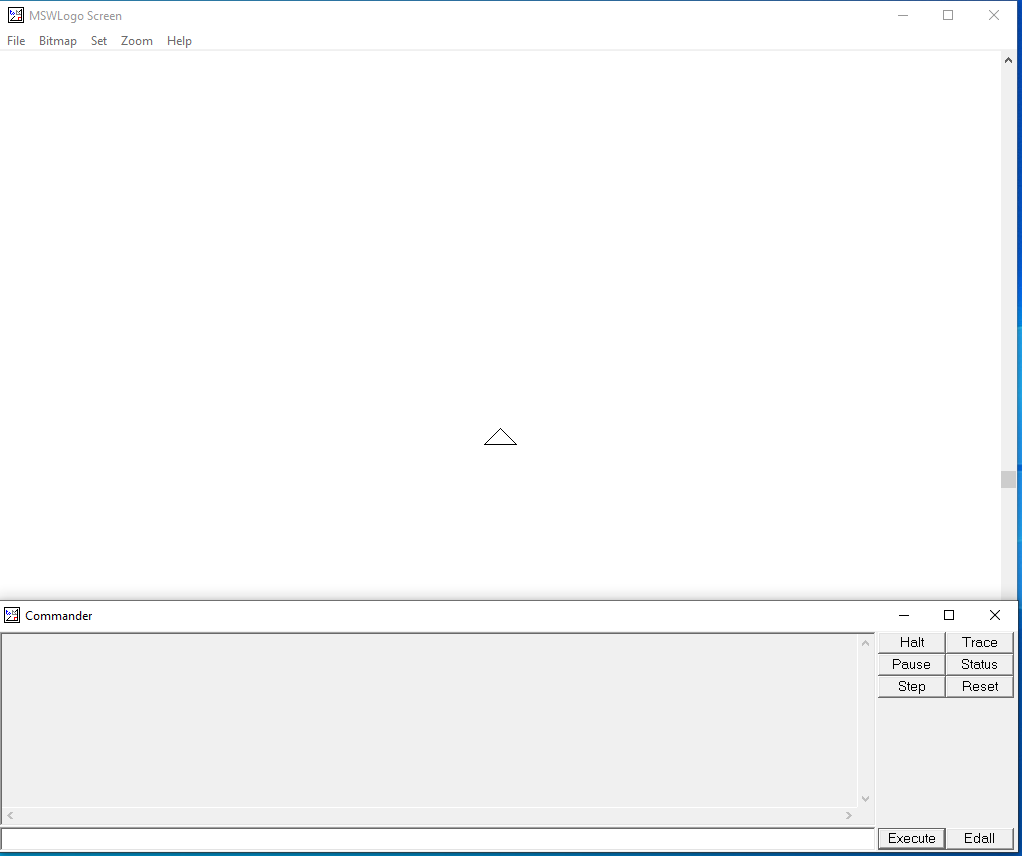 MSWLogo Screen
File Bitmap Set Zoom Help
Commander
Halt Trace
Pause Status
Step Reset
Execute Edall